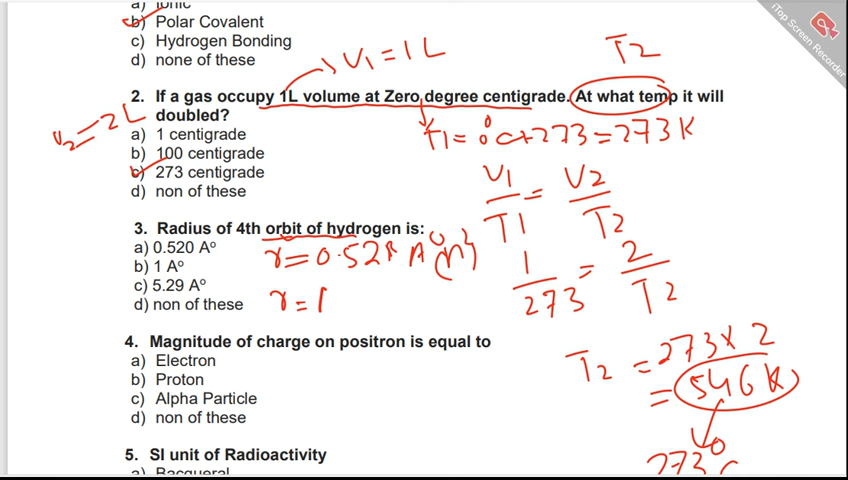 a) Ionic
b) Polar Covalent
c) Hydrogen Bonding
d) none of these
V1 = 1L
T2
2. If a gas occupy 1L volume at Zero degree centigrade. At what temp it will
doubled?
V2 = 2L
T1 = 0°C+273 = 273K
a) 1 centigrade
b) 100 centigrade
c) 273 centigrade
d) non of these
V1/T1 = V2/T2
3. Radius of 4th orbit of hydrogen is:
a) 0.520 A°
b) 1 A°
c) 5.29 A°
d) non of these
r = 0.529 A° (n²)
r = 1
1/273 = 2/T2
4. Magnitude of charge on positron is equal to
a) Electron
b) Proton
c) Alpha Particle
d) non of these
T2 = 273 x 2
= 546 K
5. SI unit of Radioactivity
a) Bacqueral
273
iTop Screen Recorder